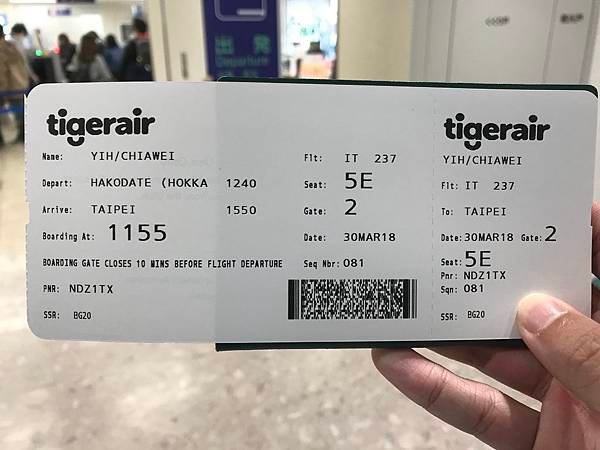 出発
Departure
tigerair
Name: YIH/CHIAWEI
Depart: HAKODATE (HOKKA 1240
Arrive: TAIPEI 1550
Boarding At: 1155
BOARDING GATE CLOSES 10 MINS BEFORE FLIGHT DEPARTURE
PNR: NDZ1TX
SSR: BG20
Flt: IT 237
Seat: 5E
Gate: 2
Date: 30MAR18
Seq Nbr: 081
tigerair
YIH/CHIAWEI
Flt: IT 237
To: TAIPEI
Date: 30MAR18 Gate: 2
Seat: 5E
Pnr: NDZ1TX
Sqn: 081
SSR: BG20